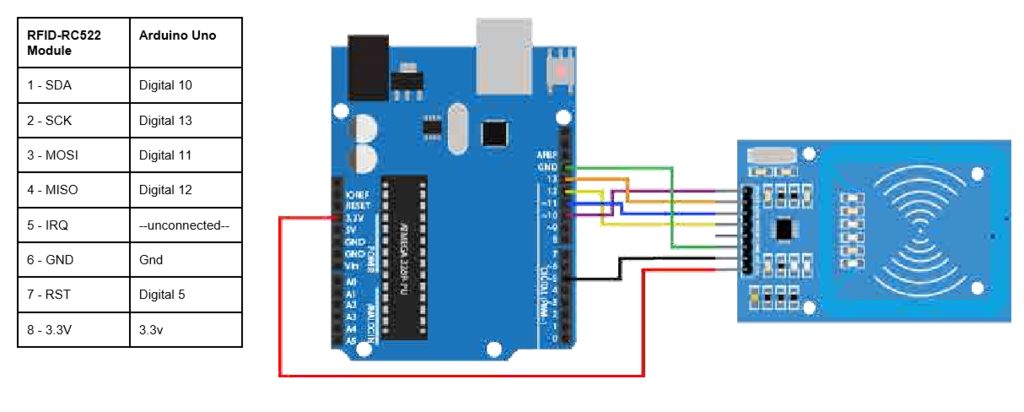 RFID-RC522 Module
Arduino Uno
1 - SDA
Digital 10
2 - SCK
Digital 13
3 - MOSI
Digital 11
4 - MISO
Digital 12
5 - IRQ
--unconnected--
6 - GND
Gnd
7 - RST
Digital 5
8 - 3.3V
3.3v
IOREF
RESET
3.3V
5V
GND
GND
Vin
POWER
A0
A1
A2
A3
A4
A5
ANALOG IN
ATMEGA 328P-PU
AREF
GND
13
12
~11
~10
~9
8
7
~6
~5
4
~3
2
1
0